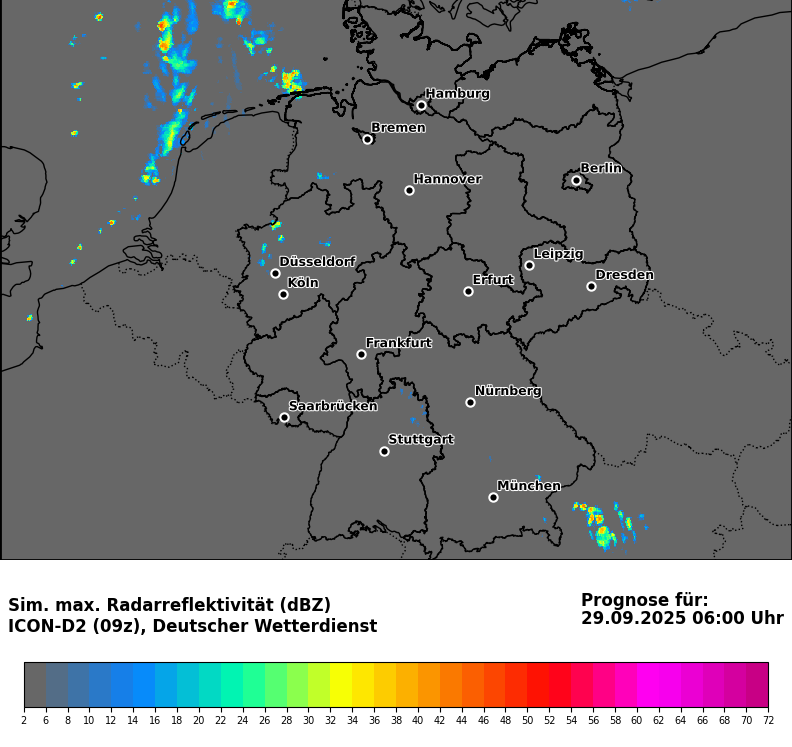 Hamburg
Bremen
Berlin
Hannover
Leipzig
Düsseldorf
Dresden
Köln
Erfurt
Frankfurt
Nürnberg
Saarbrücken
Stuttgart
München
Sim. max. Radarreflektivität (dBZ)
ICON-D2 (09z), Deutscher Wetterdienst
Prognose für:
29.09.2025 06:00 Uhr
2 6 8 10 12 14 16 18 20 22 24 26 28 30 32 34 36 38 40 42 44 46 48 50 52 54 56 58 60 62 64 66 68 70 72